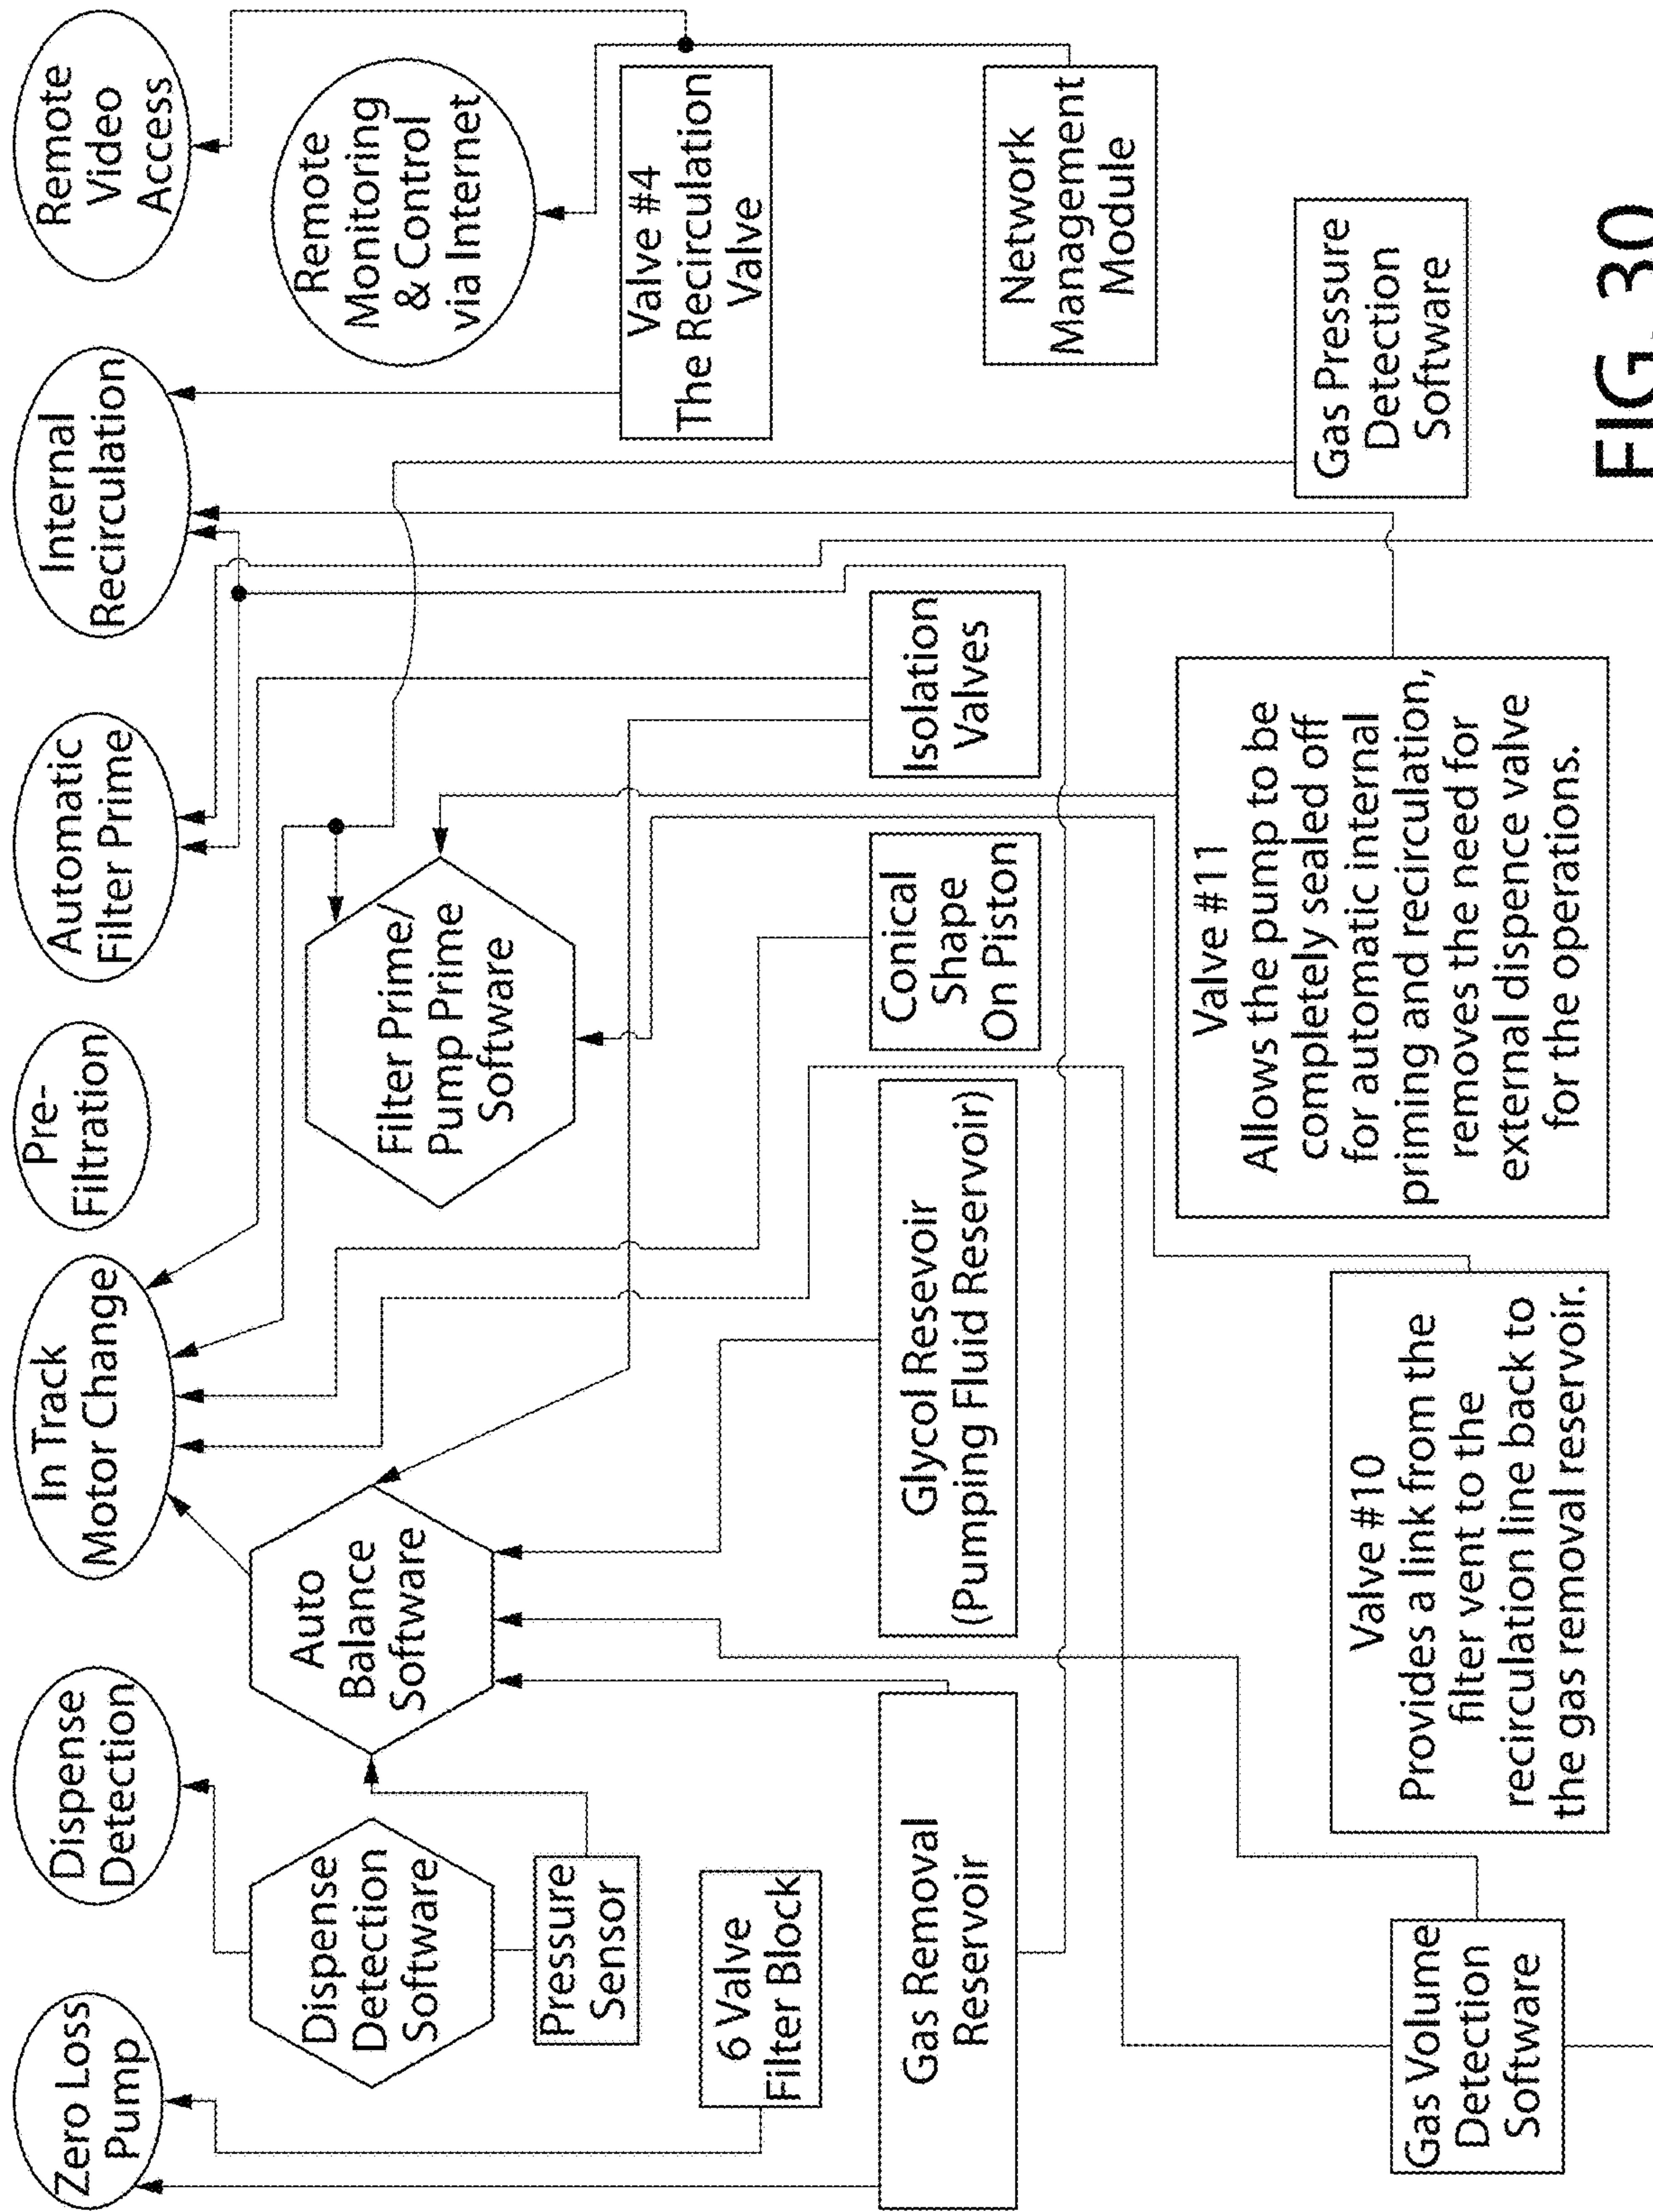 Zero Loss
Pump
Dispense
Detection
In Track
Motor Change
Pre-
Filtration
Automatic
Filter Prime
Internal
Recirculation
Remote
Video
Access
Dispense
Detection
Software
Auto
Balance
Software
Filter Prime/
Pump Prime
Software
Remote
Monitoring
& Control
via Internet
Pressure
Sensor
6 Valve
Filter Block
Valve #4
The Recirculation
Valve
Gas Removal
Reservoir
Glycol Resevoir
(Pumping Fluid Reservoir)
Conical
Shape
On Piston
Isolation
Valves
Network
Management
Module
Gas Volume
Detection
Software
Valve #10
Provides a link from the
filter vent to the
recirculation line back to
the gas removal reservoir.
Valve #11
Allows the pump to be
completely sealed off
for automatic internal
priming and recirculation,
removes the need for
external dispence valve
for the operations.
Gas Pressure
Detection
Software
FIG. 30